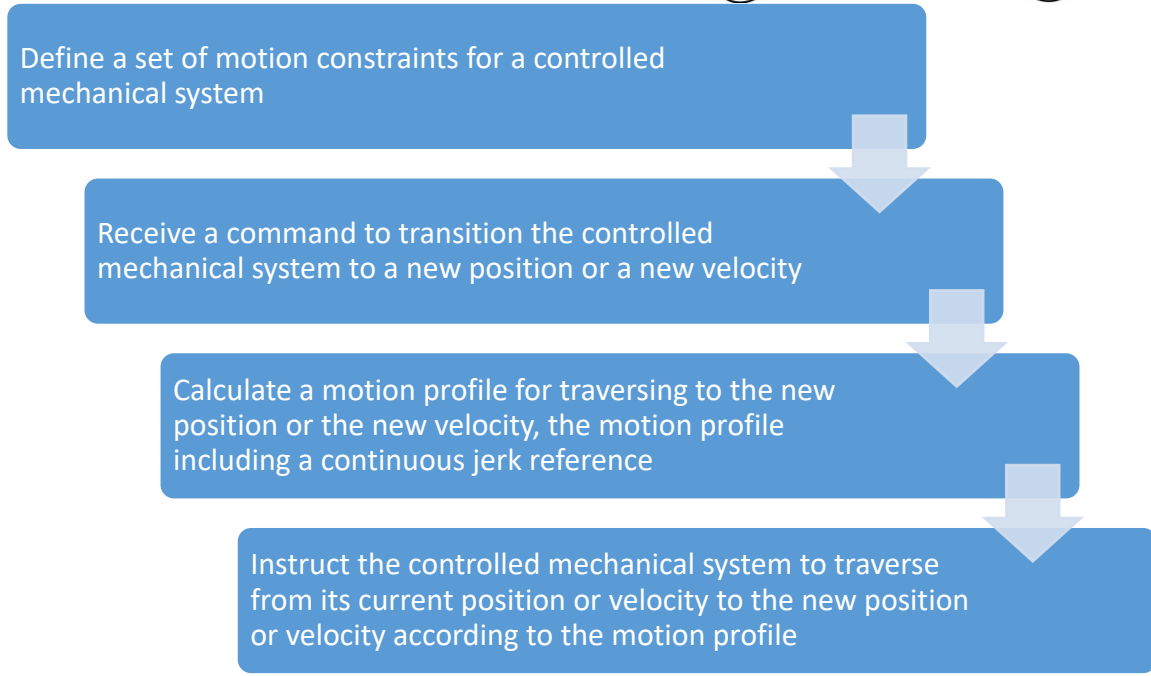 Define a set of motion constraints for a controlled
mechanical system
Receive a command to transition the controlled
mechanical system to a new position or a new velocity
Calculate a motion profile for traversing to the new
position or the new velocity, the motion profile
including a continuous jerk reference
Instruct the controlled mechanical system to traverse
from its current position or velocity to the new position
or velocity according to the motion profile